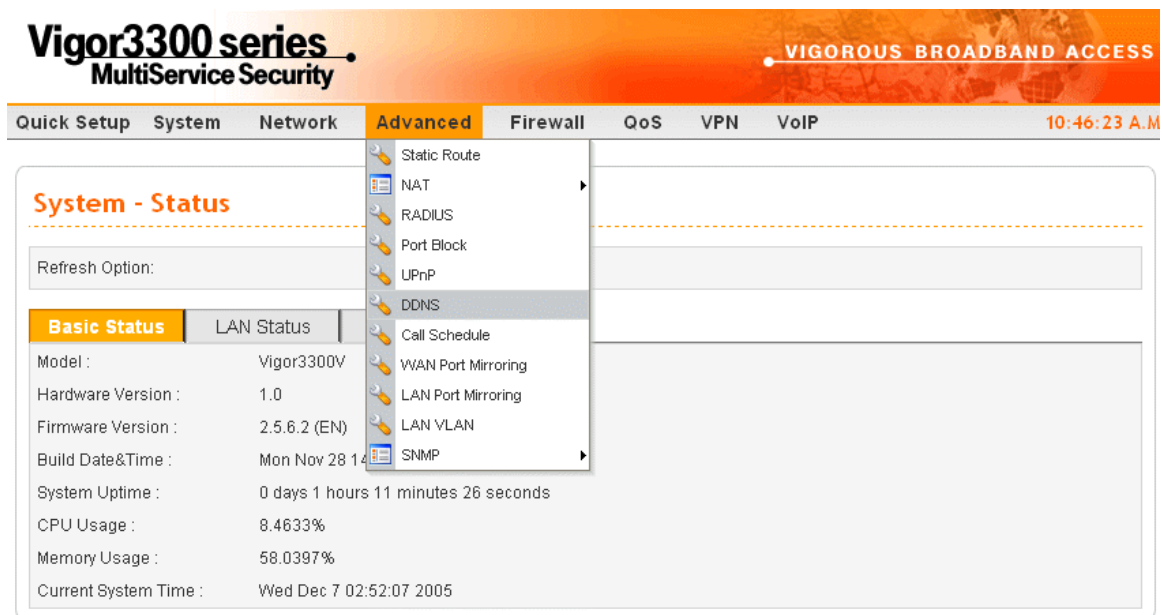 Vigor3300 series
MultiService Security
VIGOROUS BROADBAND ACCESS
Quick Setup System Network Advanced Firewall QoS VPN VoIP 10:46:23 A.M
Static Route
NAT
RADIUS
Port Block
UPnP
DDNS
Call Schedule
WAN Port Mirroring
LAN Port Mirroring
LAN VLAN
SNMP
System - Status
Refresh Option:
Basic Status LAN Status
Model : Vigor3300V
Hardware Version : 1.0
Firmware Version : 2.5.6.2 (EN)
Build Date&Time : Mon Nov 28 14
System Uptime : 0 days 1 hours 11 minutes 26 seconds
CPU Usage : 8.4633%
Memory Usage : 58.0397%
Current System Time : Wed Dec 7 02:52:07 2005